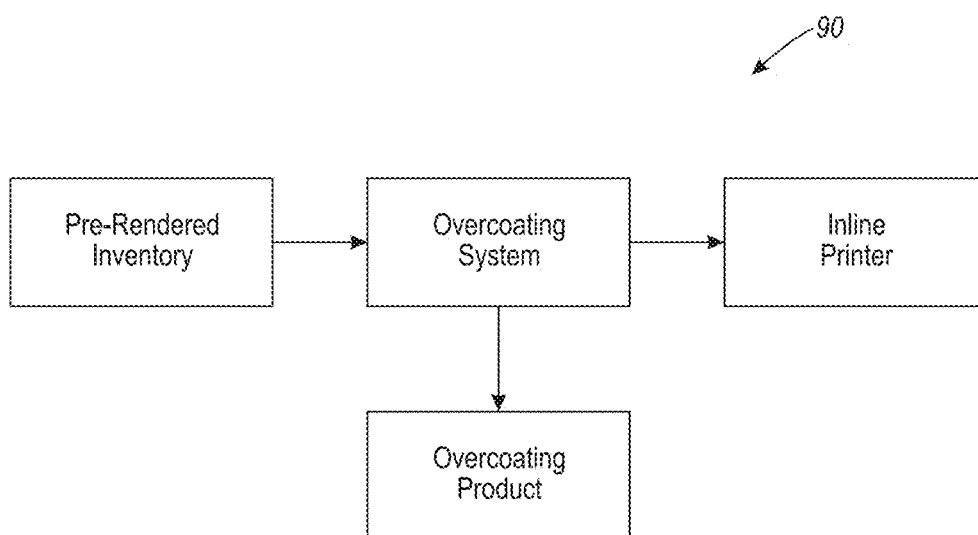 90
Pre-Rendered
Inventory
Overcoating
System
Inline
Printer
Overcoating
Product